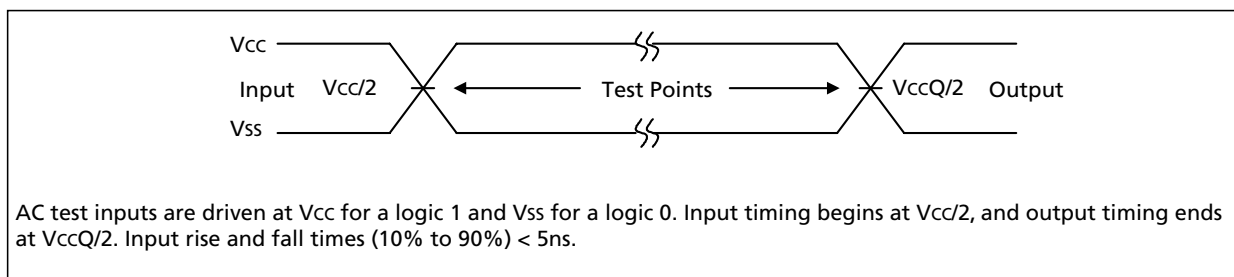 Vcc
Input Vcc/2 Test Points VccQ/2 Output
Vss
AC test inputs are driven at Vcc for a logic 1 and Vss for a logic 0. Input timing begins at Vcc/2, and output timing ends
at VccQ/2. Input rise and fall times (10% to 90%) < 5ns.